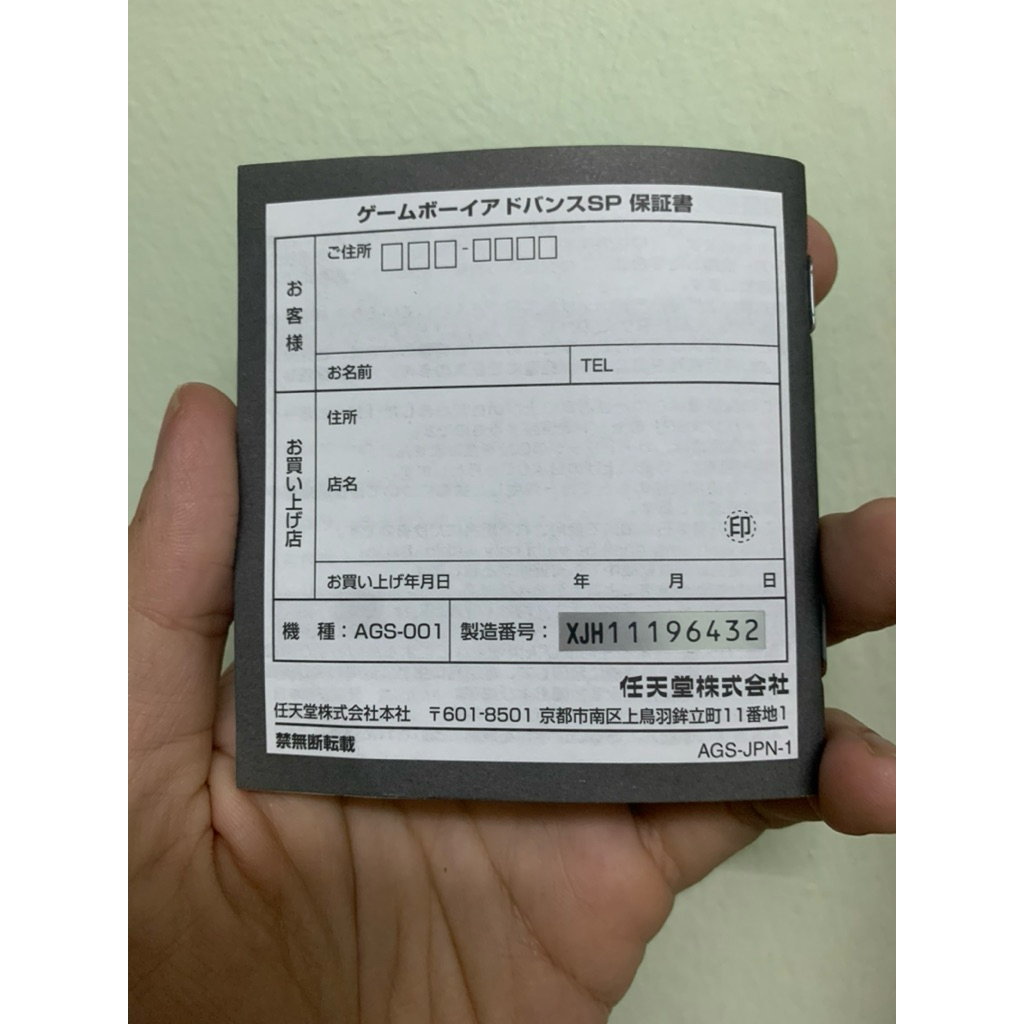 ゲームボーイアドバンスSP 保証書
お客様
ご住所 □□□-□□□□
お名前
TEL
お買い上げ店
住所
店名
印
お買い上げ年月日 年 月 日
機 種：AGS-001
製造番号： XJH11196432
任天堂株式会社
任天堂株式会社本社 〒601-8501 京都市南区上鳥羽鉾立町11番地1
禁無断転載
AGS-JPN-1